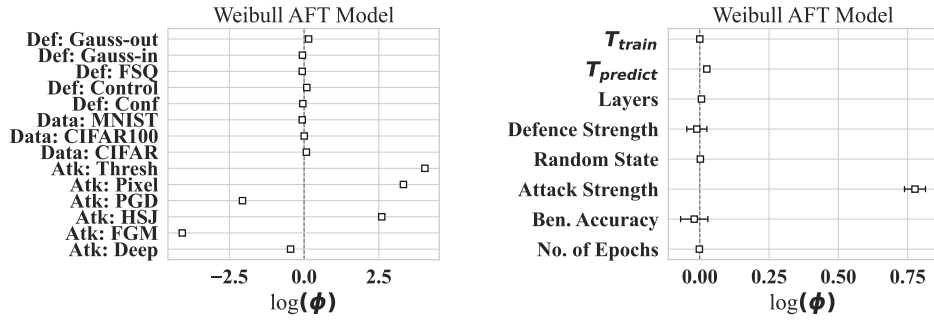 Weibull AFT Model
Def: Gauss-out
Def: Gauss-in
Def: FSQ
Def: Control
Def: Conf
Data: MNIST
Data: CIFAR100
Data: CIFAR
Atk: Thresh
Atk: Pixel
Atk: PGD
Atk: HSJ
Atk: FGM
Atk: Deep
−2.5 0.0 2.5
log(ϕ)
Weibull AFT Model
T_train
T_predict
Layers
Defence Strength
Random State
Attack Strength
Ben. Accuracy
No. of Epochs
0.00 0.25 0.50 0.75
log(ϕ)